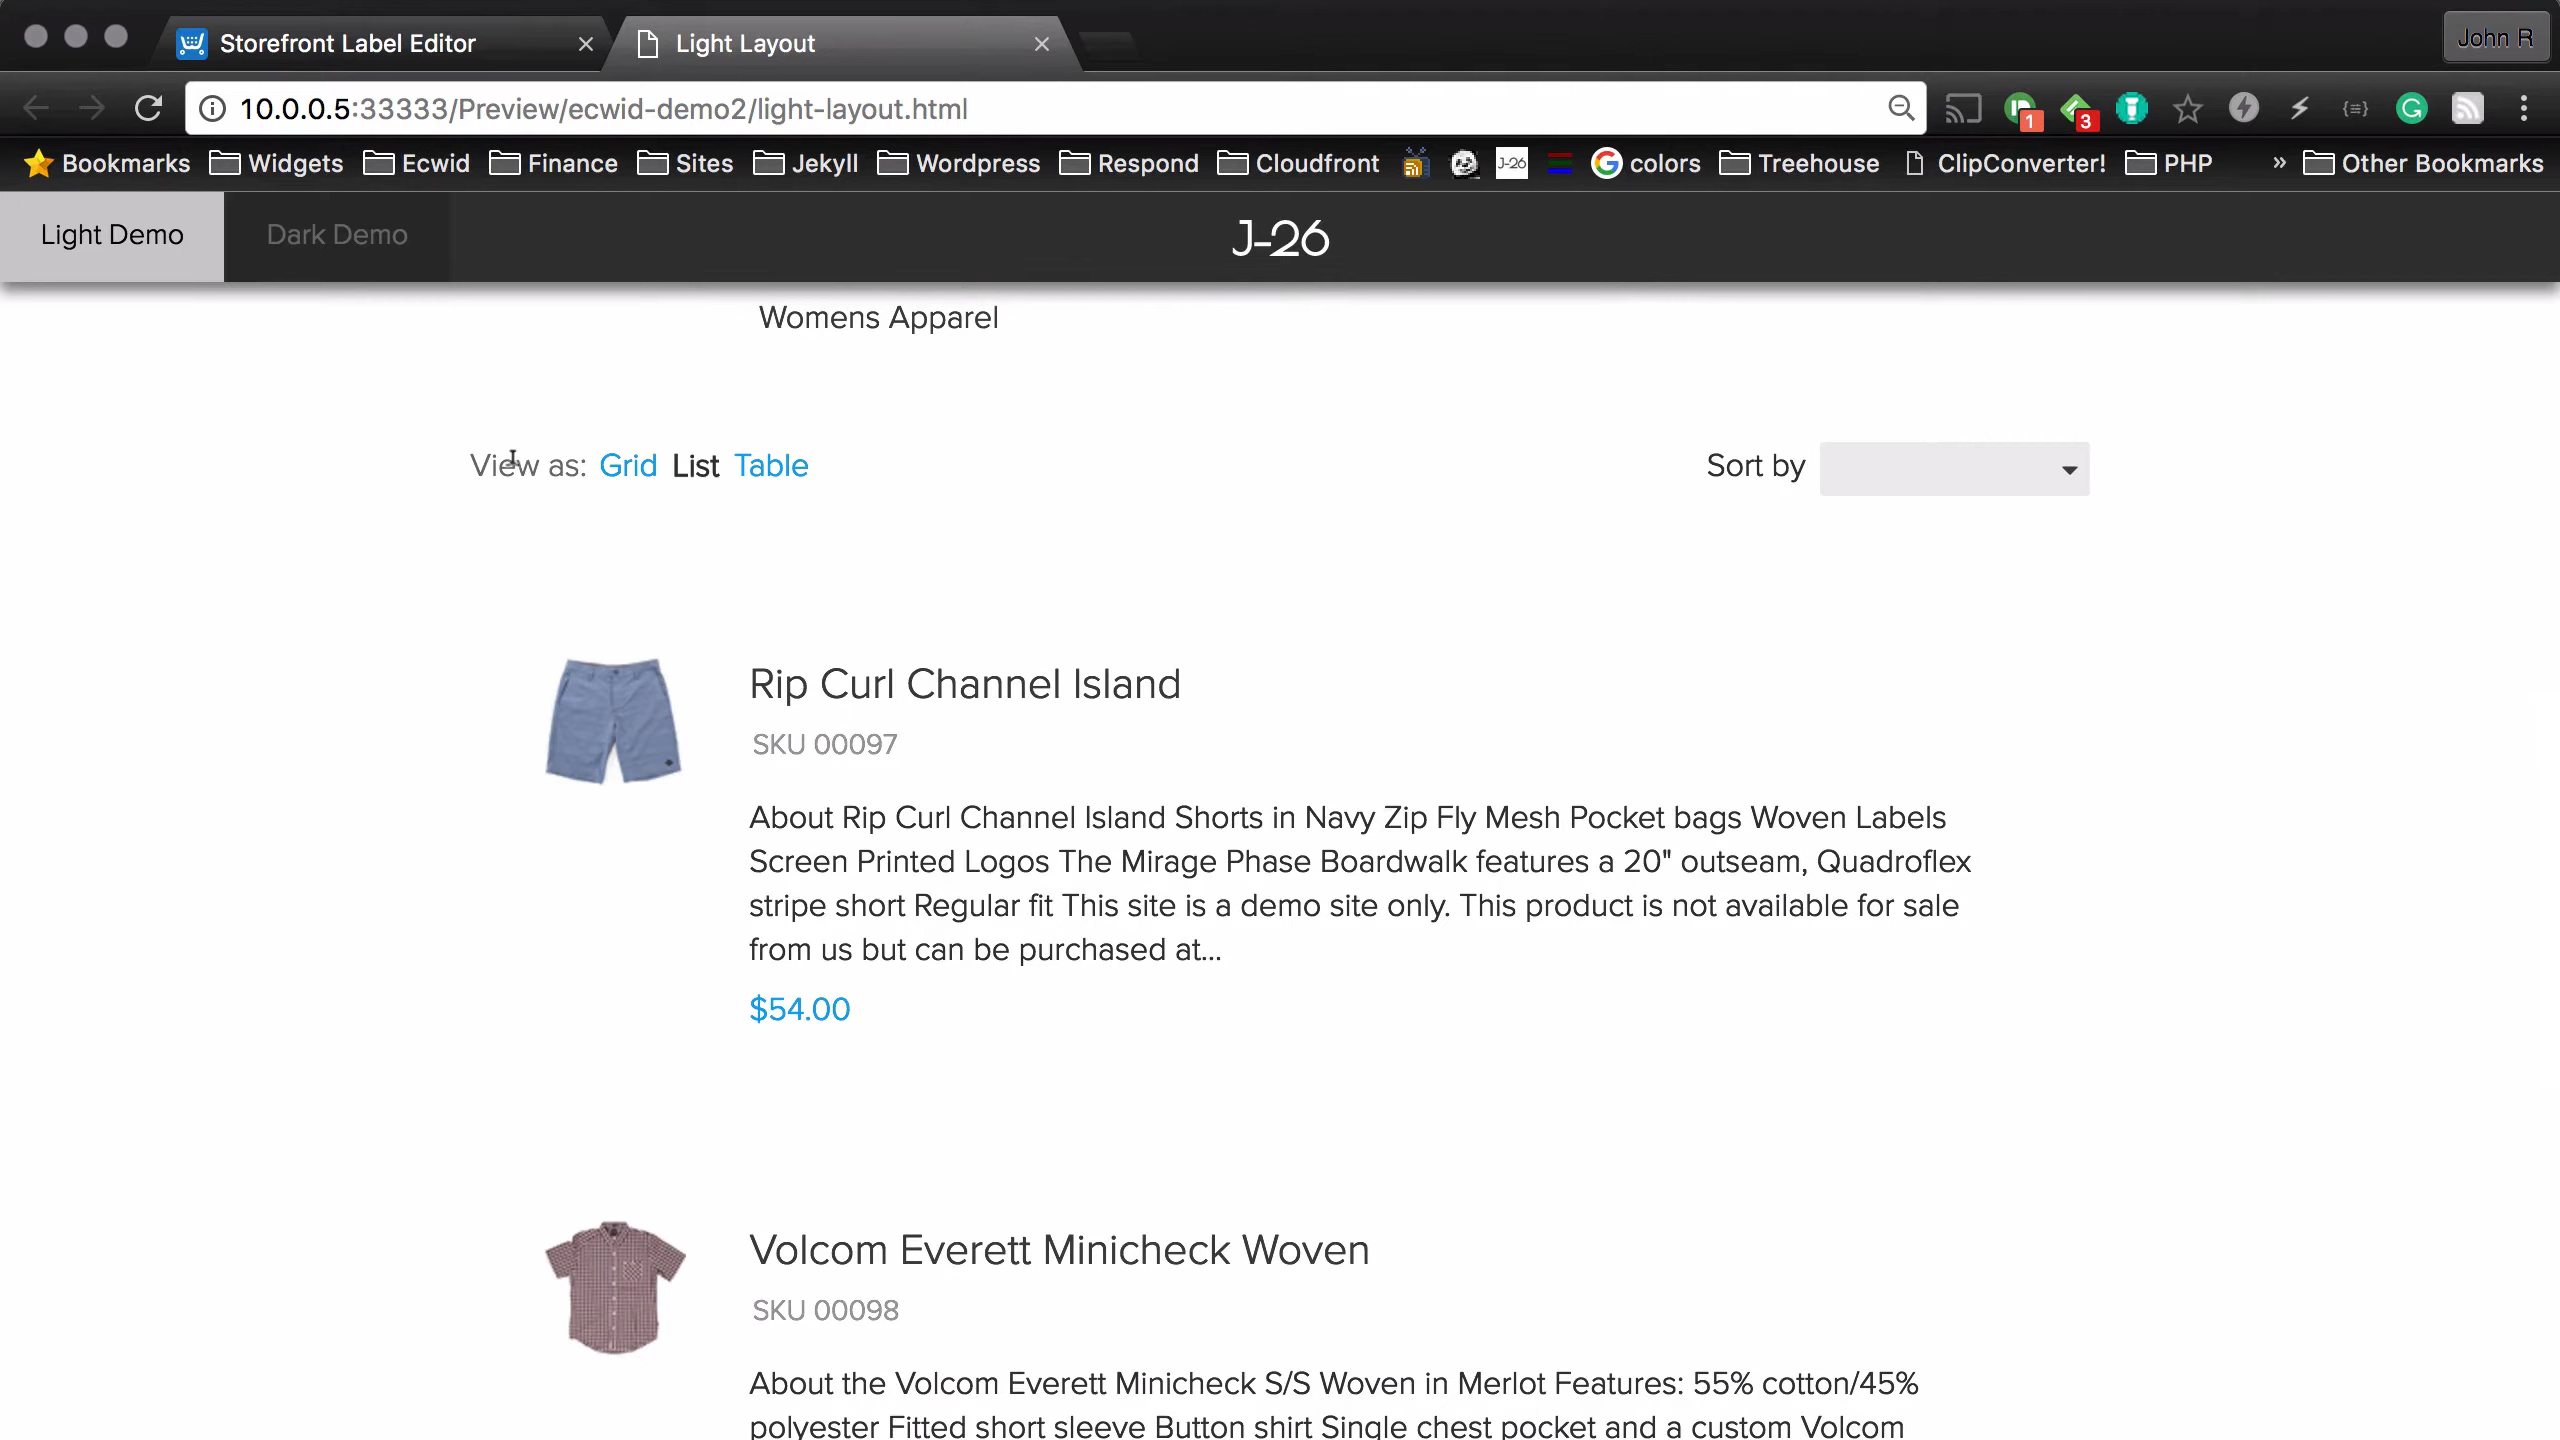 Storefront Label Editor
Light Layout
John R
10.0.0.5:33333/Preview/ecwid-demo2/light-layout.html
1
3
Bookmarks Widgets Ecwid Finance Sites Jekyll Wordpress Respond Cloudfront J-26 colors Treehouse ClipConverter! PHP » Other Bookmarks
Light Demo
Dark Demo
J-26
Womens Apparel
View as: Grid List Table
Sort by
Rip Curl Channel Island
SKU 00097
About Rip Curl Channel Island Shorts in Navy Zip Fly Mesh Pocket bags Woven Labels
Screen Printed Logos The Mirage Phase Boardwalk features a 20" outseam, Quadroflex
stripe short Regular fit This site is a demo site only. This product is not available for sale
from us but can be purchased at...
$54.00
Volcom Everett Minicheck Woven
SKU 00098
About the Volcom Everett Minicheck S/S Woven in Merlot Features: 55% cotton/45%
polyester Fitted short sleeve Button shirt Single chest pocket and a custom Volcom